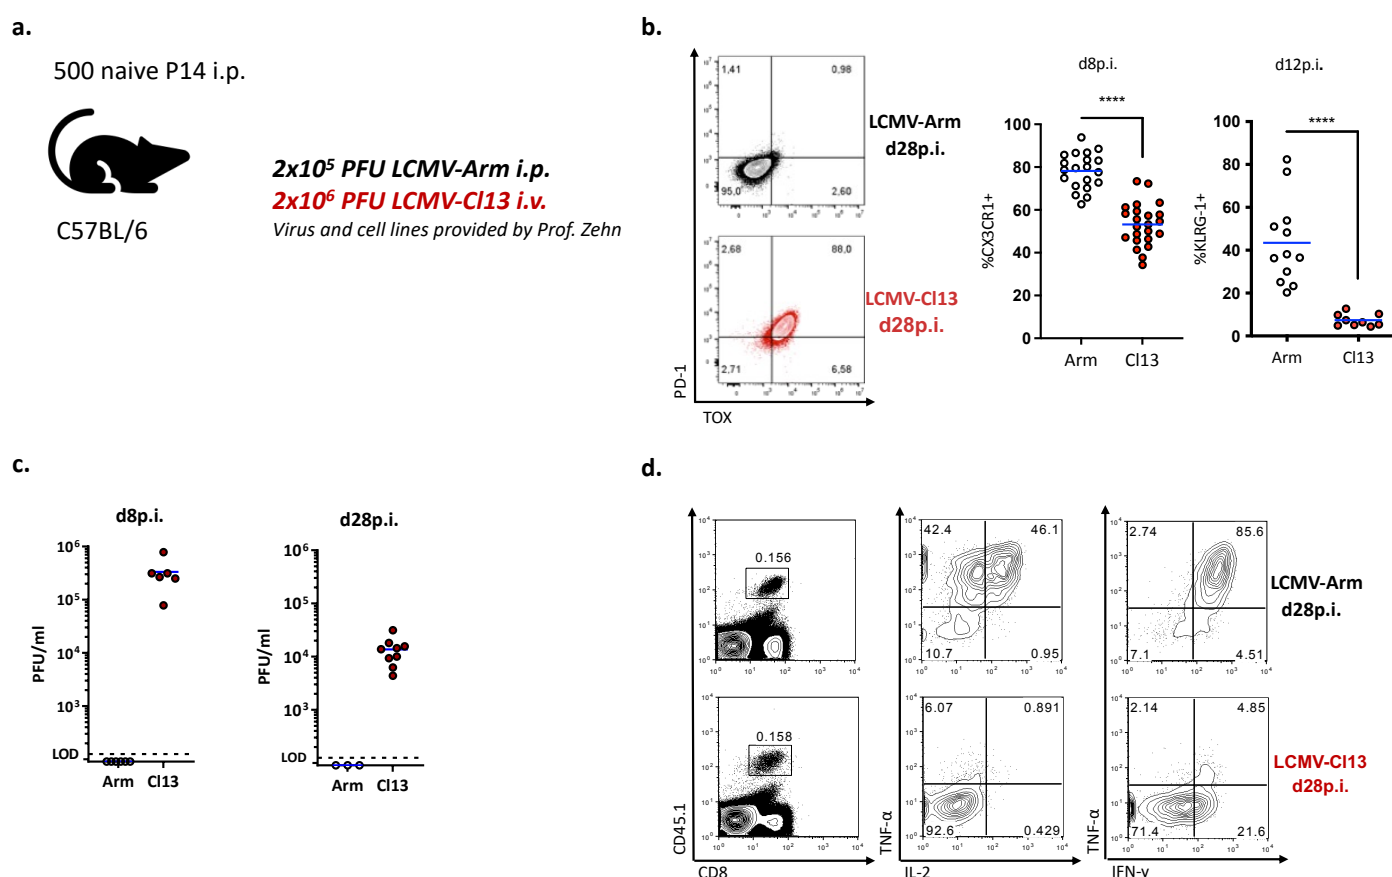 a.
500 naive P14 i.p.
2x10⁵ PFU LCMV-Arm i.p.
2x10⁶ PFU LCMV-Cl13 i.v.
Virus and cell lines provided by Prof. Zehn
C57BL/6
b.
1,41
0,98
95,0
2,60
LCMV-Arm
d28p.i.
2,68
88,0
2,71
6,58
LCMV-Cl13
d28p.i.
PD-1
TOX
d8p.i.
****
%CX3CR1+
100
80
60
40
20
0
Arm
Cl13
d12p.i.
****
%KLRG-1+
100
80
60
40
20
0
Arm
Cl13
c.
d8p.i.
PFU/ml
10⁶
10⁵
10⁴
10³
LOD
Arm
Cl13
d28p.i.
PFU/ml
10⁶
10⁵
10⁴
10³
LOD
Arm
Cl13
d.
0.156
42.4
46.1
10.7
0.95
2.74
85.6
7.1
4.51
LCMV-Arm
d28p.i.
0.158
6.07
0.891
92.6
0.429
2.14
4.85
71.4
21.6
LCMV-Cl13
d28p.i.
CD45.1
CD8
TNF-α
IL-2
TNF-α
IFN-γ